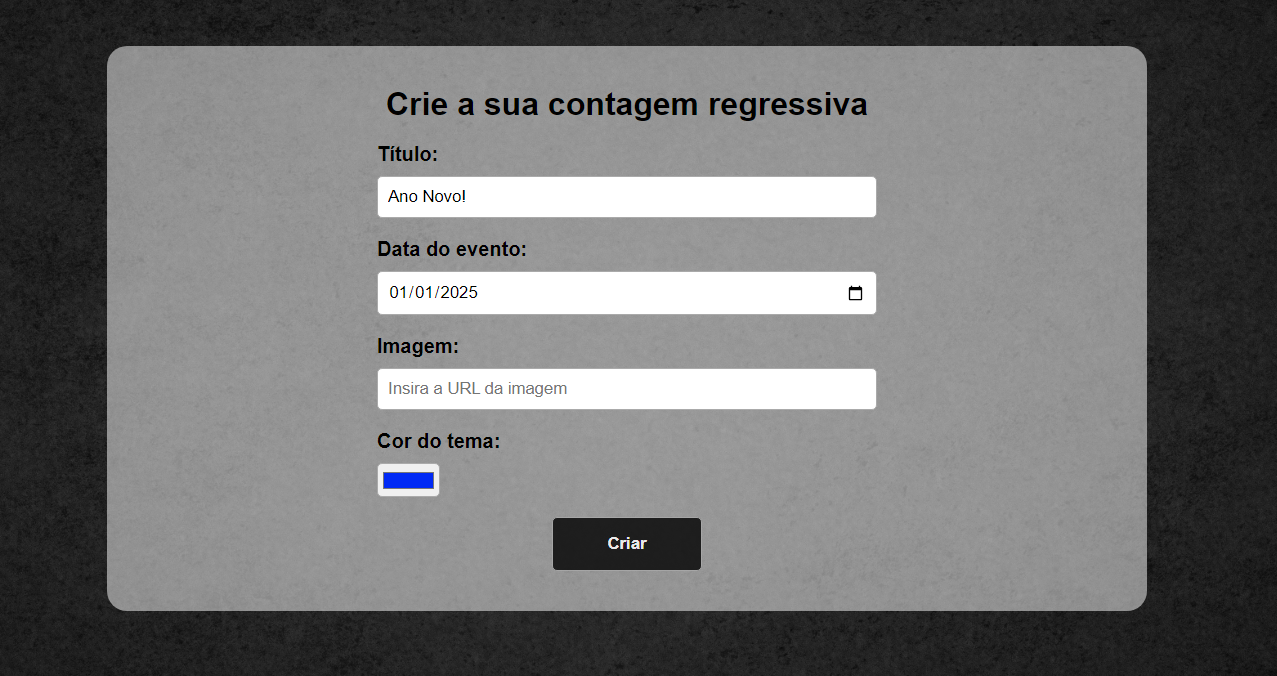 Crie a sua contagem regressiva
Título:
Ano Novo!
Data do evento:
01/01/2025
Imagem:
Insira a URL da imagem
Cor do tema:
Criar